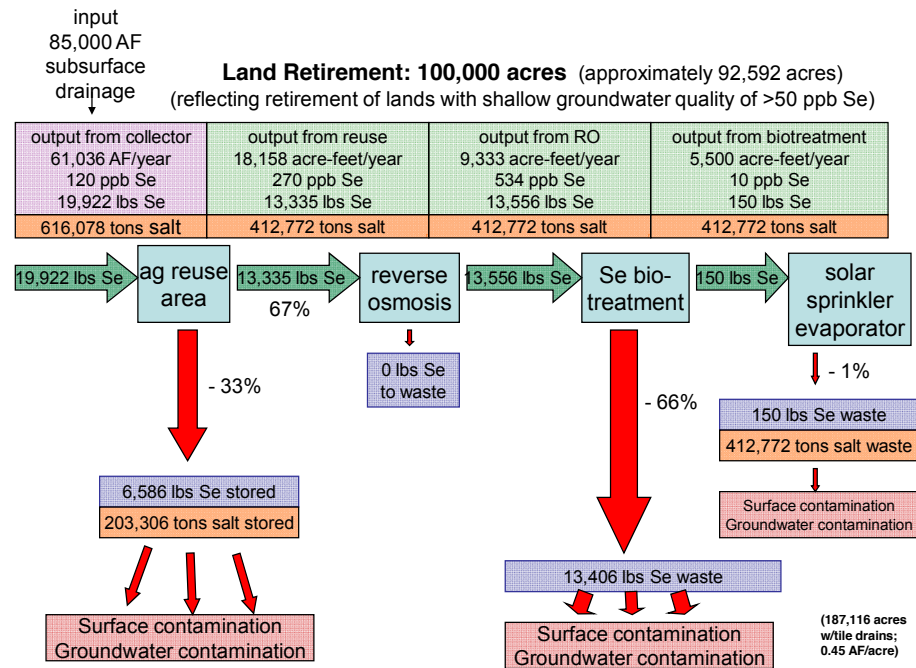 input
85,000 AF
subsurface
drainage
Land Retirement: 100,000 acres (approximately 92,592 acres)
(reflecting retirement of lands with shallow groundwater quality of >50 ppb Se)
output from collector
61,036 AF/year
120 ppb Se
19,922 lbs Se
616,078 tons salt
output from reuse
18,158 acre-feet/year
270 ppb Se
13,335 lbs Se
412,772 tons salt
output from RO
9,333 acre-feet/year
534 ppb Se
13,556 lbs Se
412,772 tons salt
output from biotreatment
5,500 acre-feet/year
10 ppb Se
150 lbs Se
412,772 tons salt
19,922 lbs Se
ag reuse
area
13,335 lbs Se
67%
reverse
osmosis
13,556 lbs Se
Se bio-
treatment
150 lbs Se
solar
sprinkler
evaporator
- 33%
0 lbs Se
to waste
- 66%
- 1%
150 lbs Se waste
412,772 tons salt waste
6,586 lbs Se stored
203,306 tons salt stored
Surface contamination
Groundwater contamination
13,406 lbs Se waste
Surface contamination
Groundwater contamination
Surface contamination
Groundwater contamination
(187,116 acres
w/tile drains;
0.45 AF/acre)